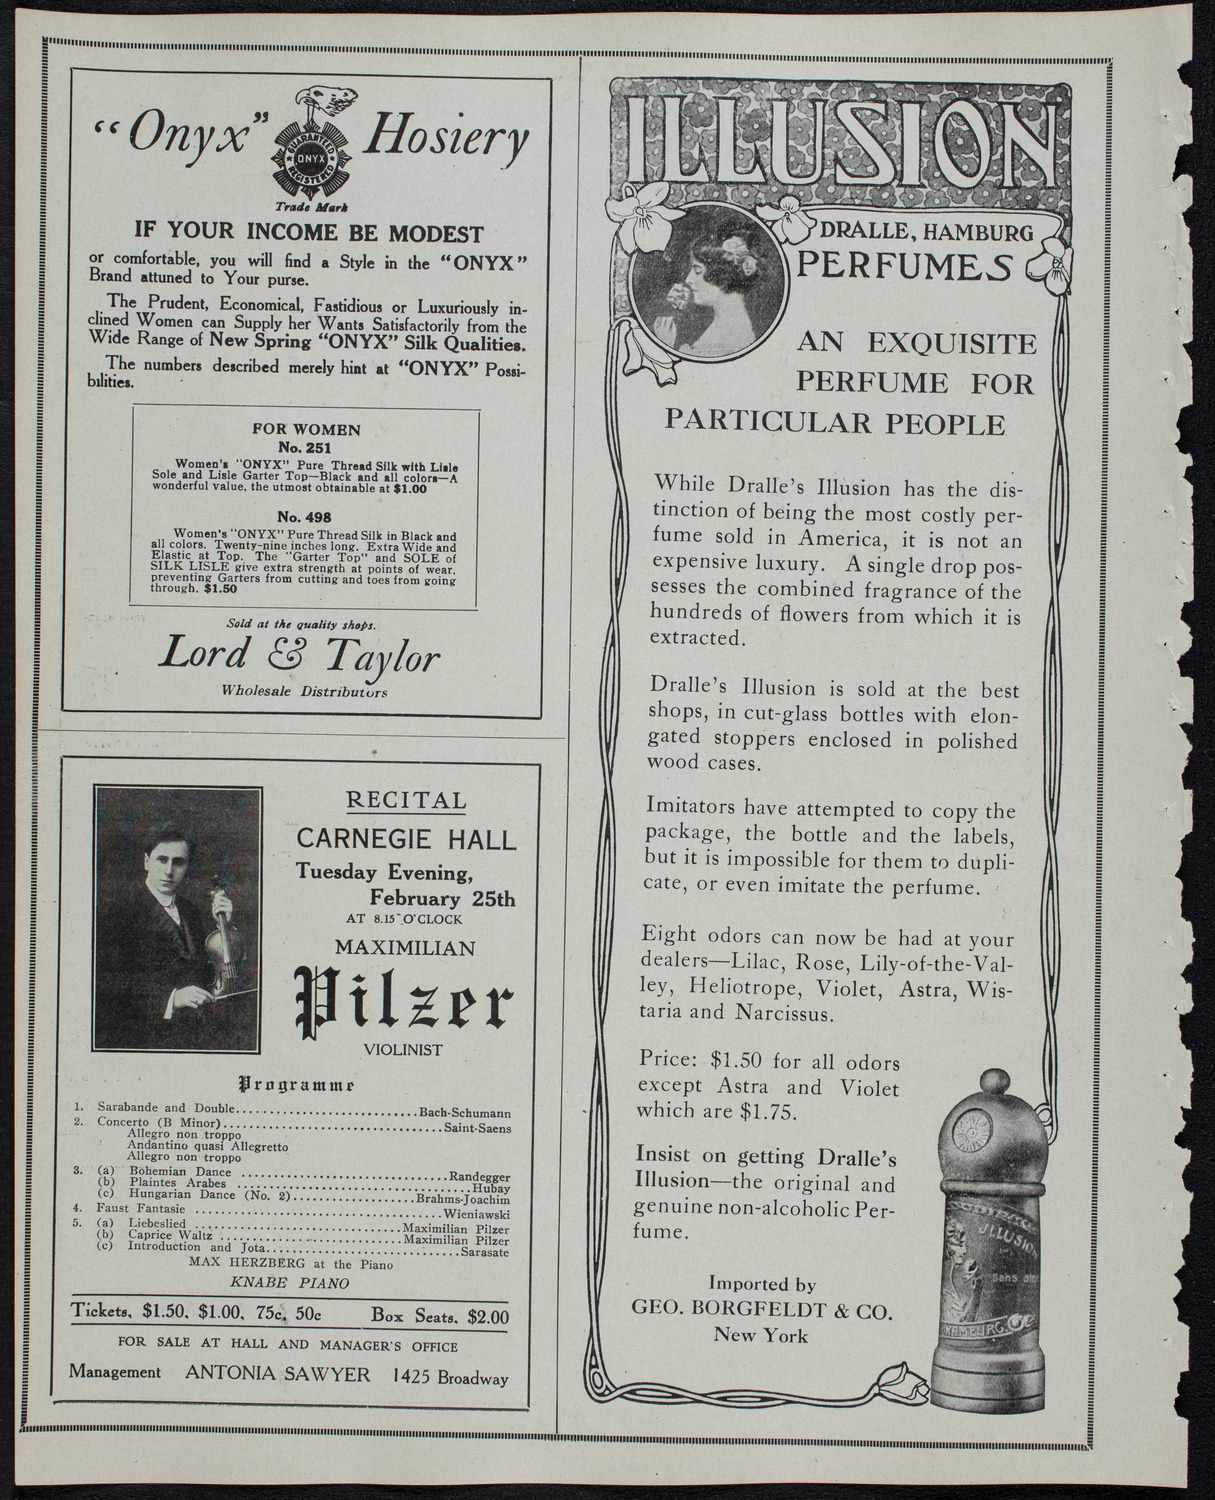 "Onyx" Hosiery
GUARANTEED
ONYX
REGISTERED
Trade Mark
IF YOUR INCOME BE MODEST
or comfortable, you will find a Style in the "ONYX"
Brand attuned to Your purse.
The Prudent, Economical, Fastidious or Luxuriously in-
clined Women can Supply her Wants Satisfactorily from the
Wide Range of New Spring "ONYX" Silk Qualities.
The numbers described merely hint at "ONYX" Possi-
bilities.
FOR WOMEN
No. 251
Women's "ONYX" Pure Thread Silk with Lisle
Sole and Lisle Garter Top—Black and all colors—A
wonderful value, the utmost obtainable at $1.00
No. 498
Women's "ONYX" Pure Thread Silk in Black and
all colors. Twenty-nine inches long. Extra Wide and
Elastic at Top. The "Garter Top" and SOLE of
SILK LISLE give extra strength at points of wear,
preventing Garters from cutting and toes from going
through. $1.50
Sold at the quality shops.
Lord & Taylor
Wholesale Distributors
RECITAL
CARNEGIE HALL
Tuesday Evening,
February 25th
AT 8.15 O'CLOCK
MAXIMILIAN
Pilzer
VIOLINIST
Programme
1. Sarabande and Double..............................Bach-Schumann
2. Concerto (B Minor)....................................Saint-Saens
Allegro non troppo
Andantino quasi Allegretto
Allegro non troppo
3. (a) Bohemian Dance ..................................Randegger
(b) Plaintes Arabes ......................................Hubay
(c) Hungarian Dance (No. 2)....................Brahms-Joachim
4. Faust Fantasie .........................................Wieniawski
5. (a) Liebeslied ..................................Maximilian Pilzer
(b) Caprice Waltz ..............................Maximilian Pilzer
(c) Introduction and Jota................................Sarasate
MAX HERZBERG at the Piano
KNABE PIANO
Tickets, $1.50, $1.00, 75c, 50c Box Seats, $2.00
FOR SALE AT HALL AND MANAGER'S OFFICE
Management ANTONIA SAWYER 1425 Broadway
ILLUSION
DRALLE, HAMBURG
PERFUMES
AN EXQUISITE
PERFUME FOR
PARTICULAR PEOPLE
While Dralle's Illusion has the dis-
tinction of being the most costly per-
fume sold in America, it is not an
expensive luxury. A single drop pos-
sesses the combined fragrance of the
hundreds of flowers from which it is
extracted.
Dralle's Illusion is sold at the best
shops, in cut-glass bottles with elon-
gated stoppers enclosed in polished
wood cases.
Imitators have attempted to copy the
package, the bottle and the labels,
but it is impossible for them to dupli-
cate, or even imitate the perfume.
Eight odors can now be had at your
dealers—Lilac, Rose, Lily-of-the-Val-
ley, Heliotrope, Violet, Astra, Wis-
taria and Narcissus.
Price: $1.50 for all odors
except Astra and Violet
which are $1.75.
Insist on getting Dralle's
Illusion—the original and
genuine non-alcoholic Per-
fume.
Imported by
GEO. BORGFELDT & CO.
New York
ILLUSION
Sans
HAMBURG